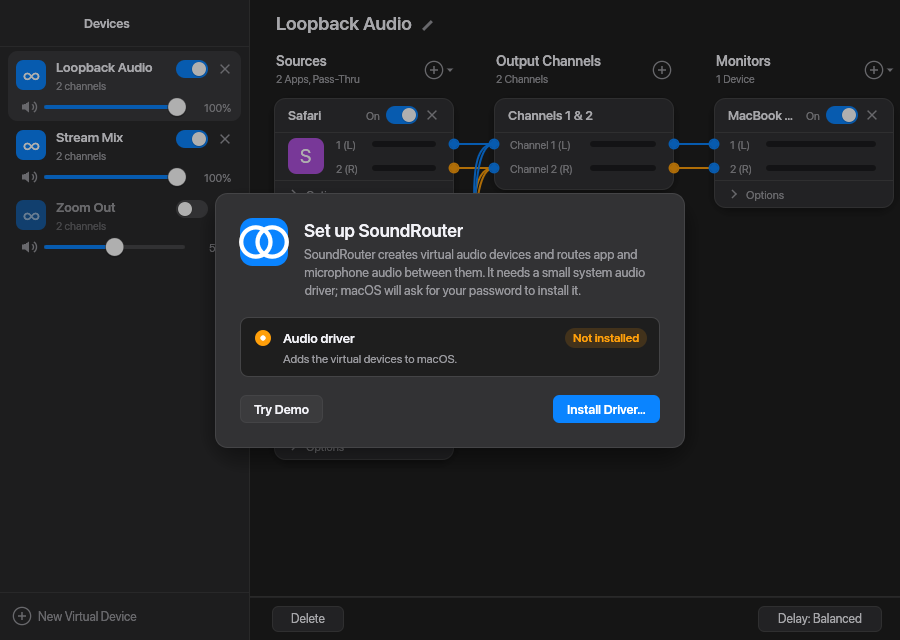 Devices
Loopback Audio
2 channels
100%
Stream Mix
2 channels
100%
Zoom Out
2 channels
New Virtual Device
Loopback Audio
Sources
2 Apps, Pass-Thru
Output Channels
2 Channels
Monitors
1 Device
Safari
On
S
1 (L)
2 (R)
Channels 1 & 2
Channel 1 (L)
Channel 2 (R)
MacBook ...
On
1 (L)
2 (R)
Options
Set up SoundRouter
SoundRouter creates virtual audio devices and routes app and
microphone audio between them. It needs a small system audio
driver; macOS will ask for your password to install it.
Audio driver
Not installed
Adds the virtual devices to macOS.
Try Demo
Install Driver...
Options
Delete
Delay: Balanced